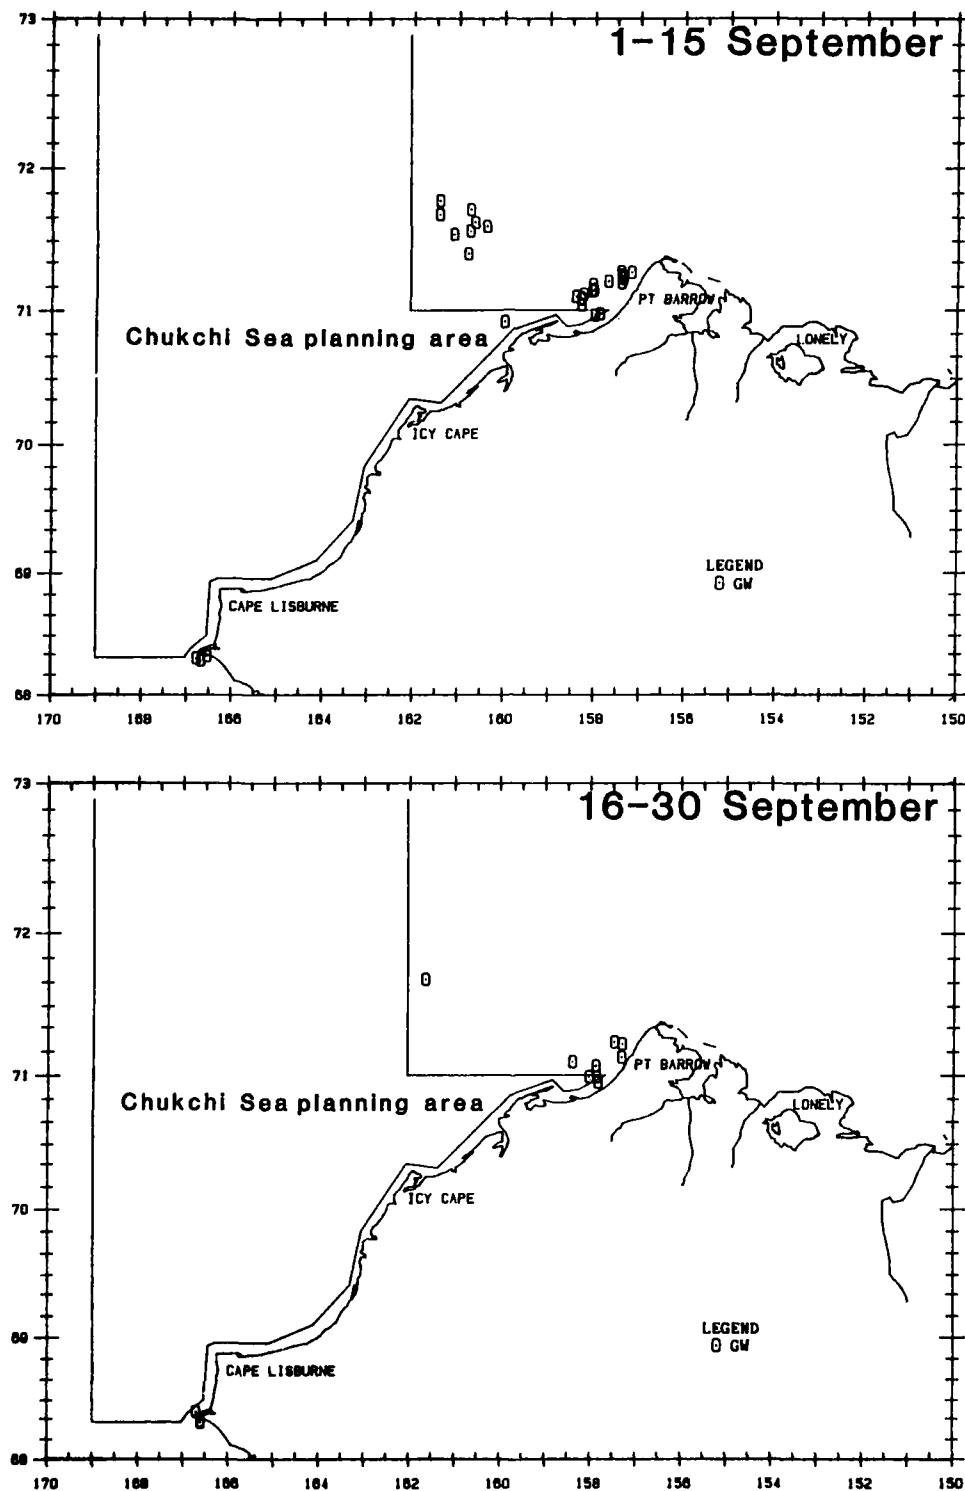 73
1-15 September
72
71
PT BARROW
Chukchi Sea planning area
LONELY
70
ICY CAPE
69
LEGEND
0 GW
CAPE LISBURNE
68
170 168 166 164 162 160 158 156 154 152 150
73
16-30 September
72
71
PT BARROW
Chukchi Sea planning area
LONELY
70
ICY CAPE
69
LEGEND
0 GW
CAPE LISBURNE
68
170 168 166 164 162 160 158 156 154 152 150